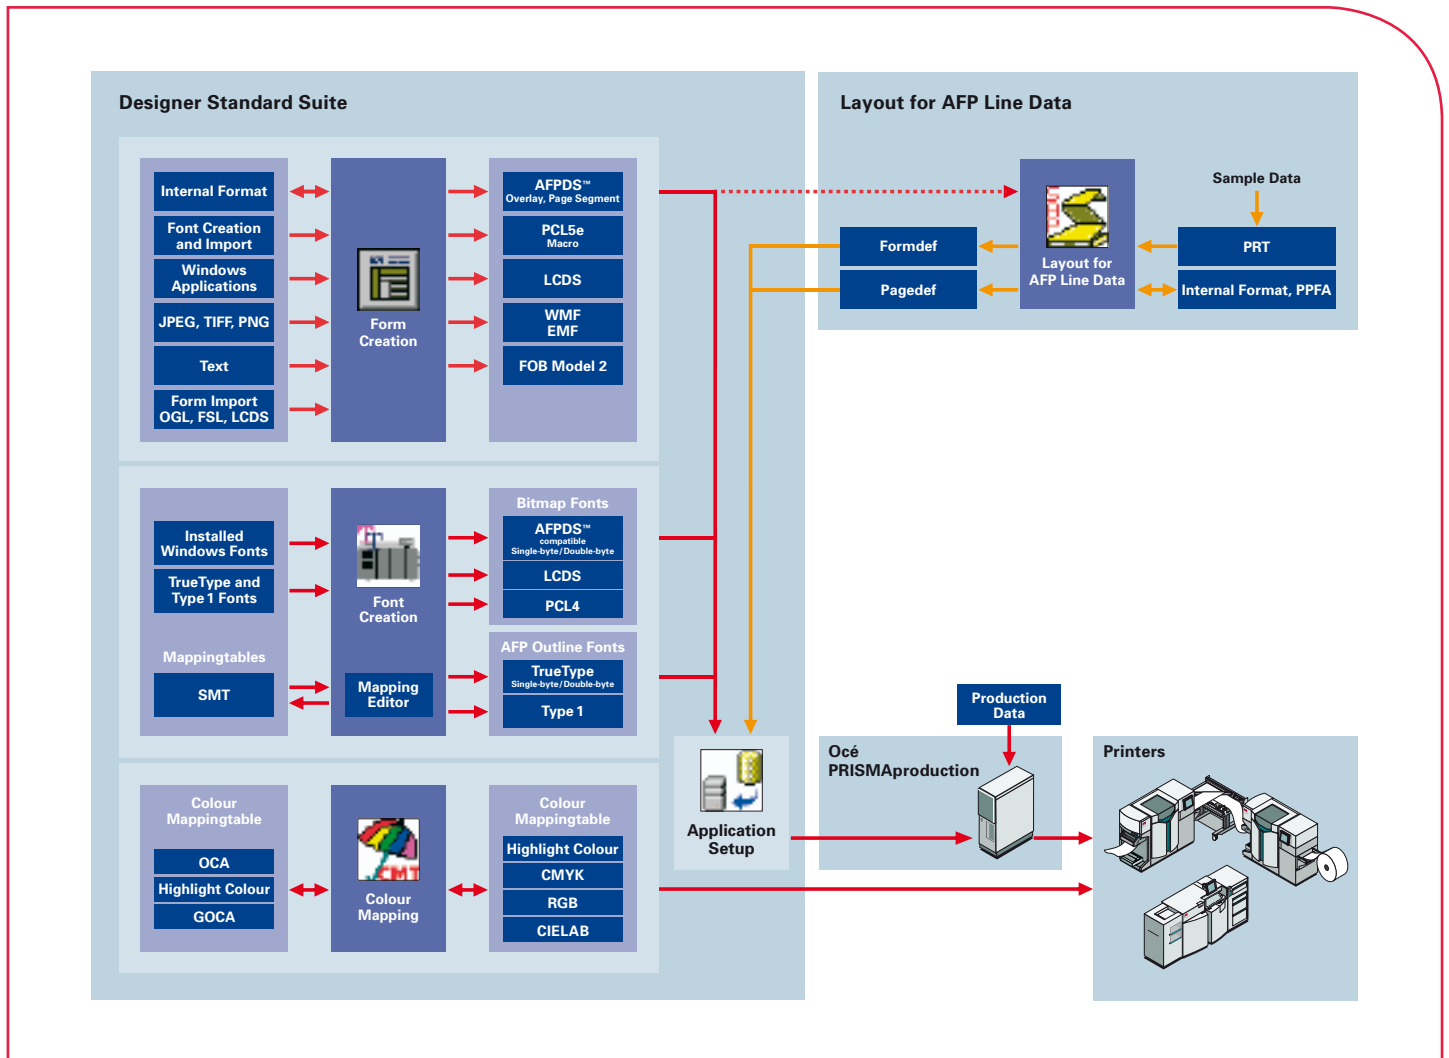 Designer Standard Suite
Internal Format
Font Creation
and Import
Windows
Applications
JPEG, TIFF, PNG
Text
Form Import
OGL, FSL, LCDS
Form
Creation
AFPDS™
Overlay, Page Segment
PCL5e
Macro
LCDS
WMF
EMF
FOB Model 2
Installed
Windows Fonts
TrueType and
Type 1 Fonts
Mappingtables
SMT
Font
Creation
Mapping
Editor
Bitmap Fonts
AFPDS™
compatible
Single-byte/Double-byte
LCDS
PCL4
AFP Outline Fonts
TrueType
Single-byte/Double-byte
Type 1
Colour
Mappingtable
OCA
Highlight Colour
GOCA
CMT
Colour
Mapping
Colour
Mappingtable
Highlight Colour
CMYK
RGB
CIELAB
Application
Setup
Layout for AFP Line Data
Formdef
Pagedef
Layout for
AFP Line Data
Sample Data
PRT
Internal Format, PPFA
Production
Data
Océ
PRISMAproduction
Printers